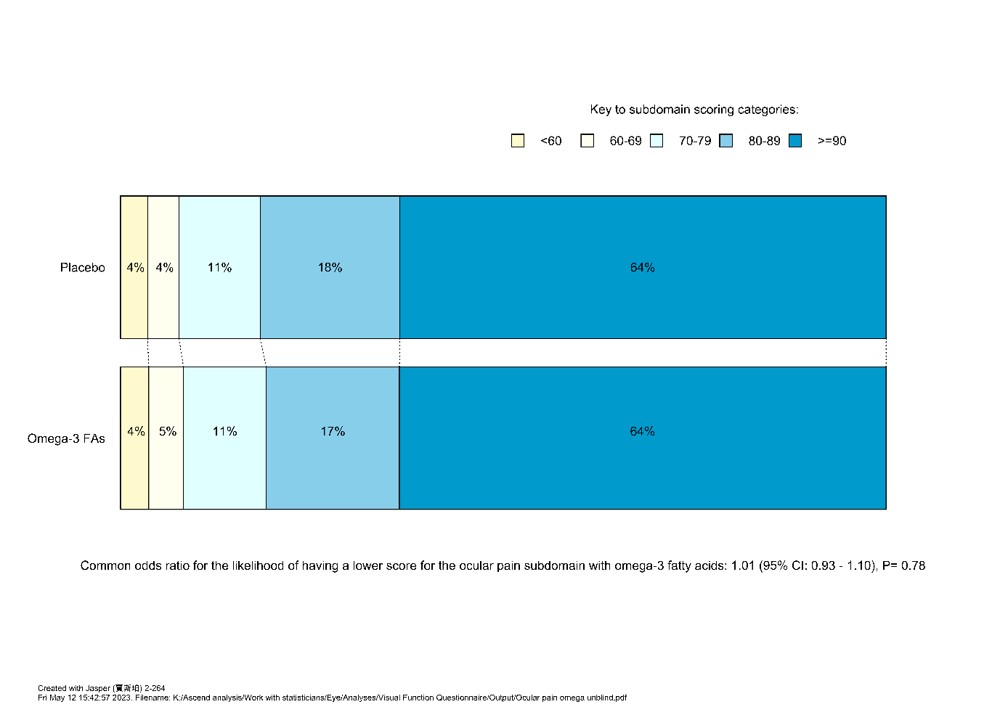 Key to subdomain scoring categories:
<60 60-69 70-79 80-89 >=90
Placebo 4% 4% 11% 18% 64%
Omega-3 FAs 4% 5% 11% 17% 64%
Common odds ratio for the likelihood of having a lower score for the ocular pain subdomain with omega-3 fatty acids: 1.01 (95% CI: 0.93 - 1.10), P= 0.78
Created with Jasper (賈斯珀) 2-264
Fri May 12 15:42:57 2023. Filename: K:/Ascend analysis/Work with statisticians/Eye/Analyses/Visual Function Questionnaire/Output/Ocular pain omega unblind.pdf